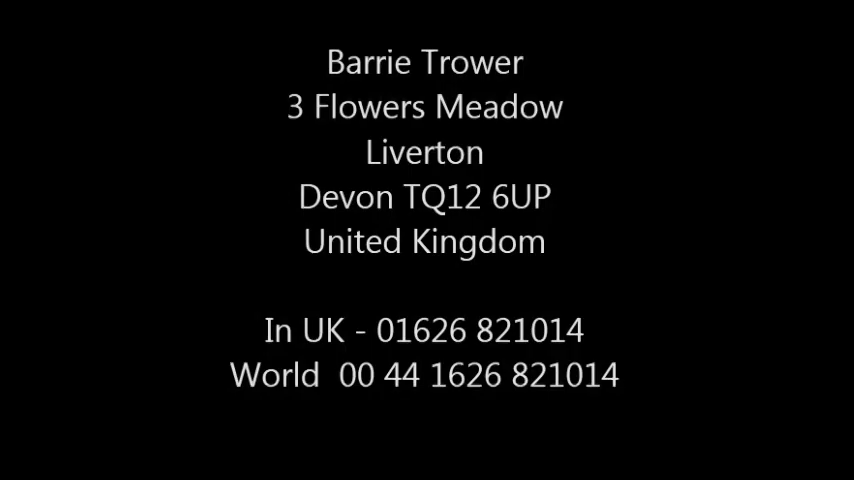 Barrie Trower
3 Flowers Meadow
Liverton
Devon TQ12 6UP
United Kingdom
In UK - 01626 821014
World  00 44 1626 821014